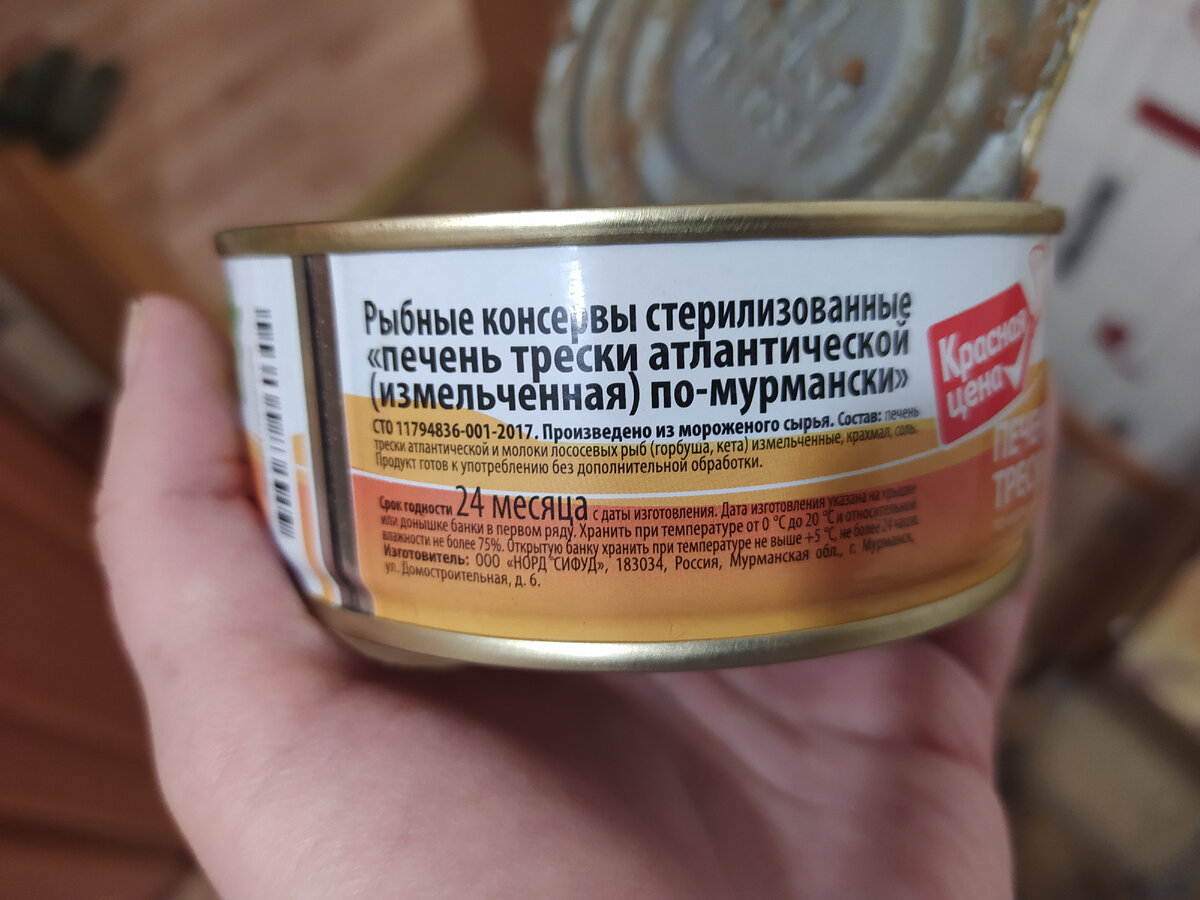 Рыбные консервы стерилизованные
«печень трески атлантической
(измельченная) по-мурмански»
СТО 11794836-001-2017. Произведено из мороженого сырья. Состав: печень
трески атлантической и молоки лососевых рыб (горбуша, кета) измельченные, крахмал, соль.
Продукт готов к употреблению без дополнительной обработки.
Срок годности 24 месяца с даты изготовления. Дата изготовления указана на крышке
или донышке банки в первом ряду. Хранить при температуре от 0 °С до 20 °С и относительной
влажности не более 75%. Открытую банку хранить при температуре не выше +5 °С, не более 24 часов.
Изготовитель: ООО «НОРД СИФУД», 183034, Россия, Мурманская обл., г. Мурманск,
ул. Домостроительная, д. 6.
Красная
цена